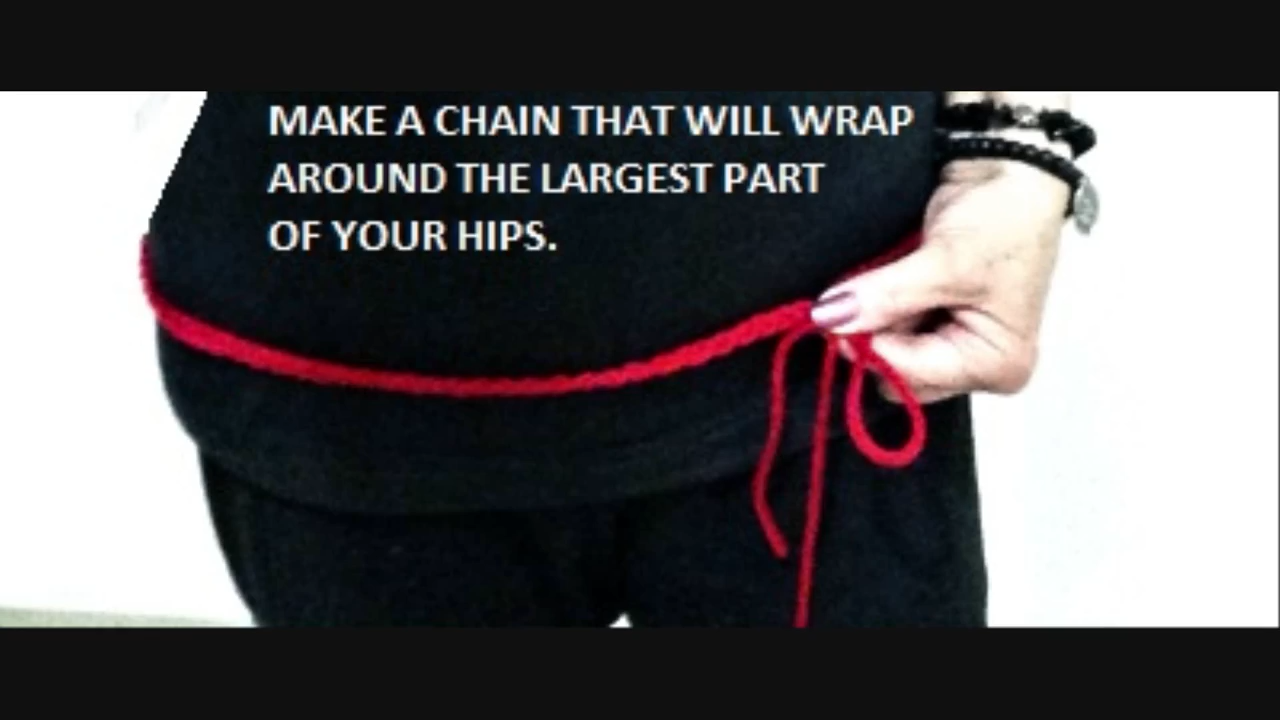 MAKE A CHAIN THAT WILL WRAP
AROUND THE LARGEST PART
OF YOUR HIPS.